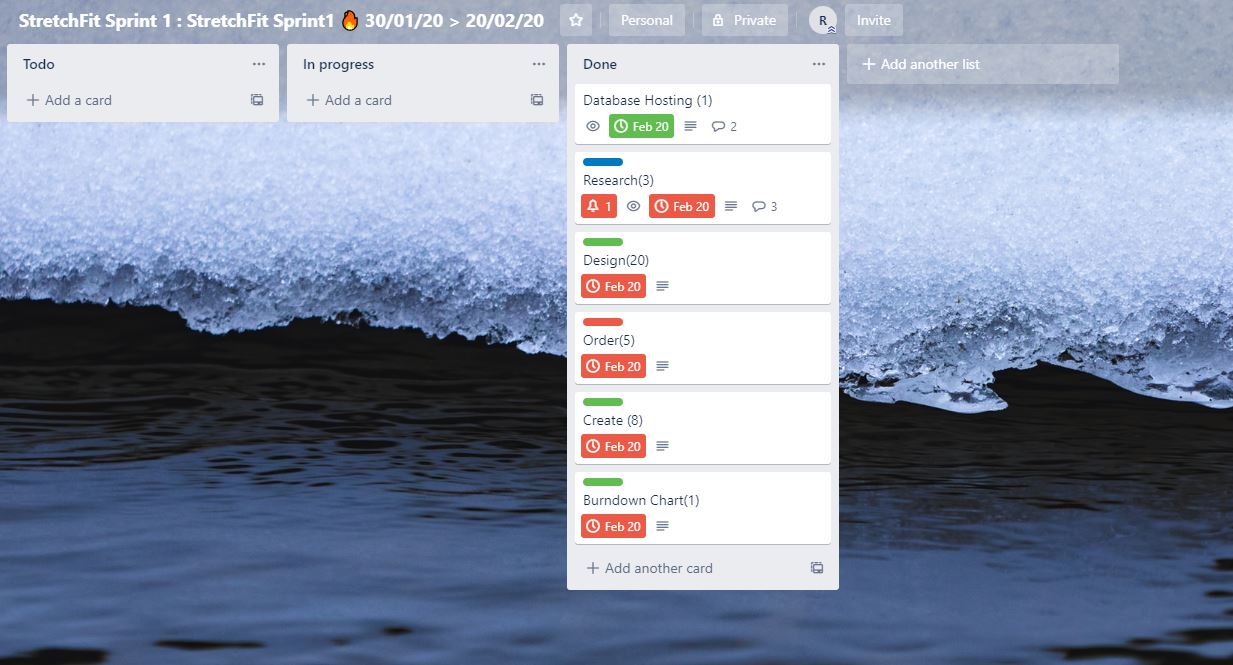 StretchFit Sprint 1 : StretchFit Sprint1 🔥 30/01/20 > 20/02/20 Personal Private R Invite
Todo
Add a card
In progress
Add a card
Done
Database Hosting (1)
Feb 20 2
Research(3)
1 Feb 20 3
Design(20)
Feb 20
Order(5)
Feb 20
Create (8)
Feb 20
Burndown Chart(1)
Feb 20
Add another card
Add another list